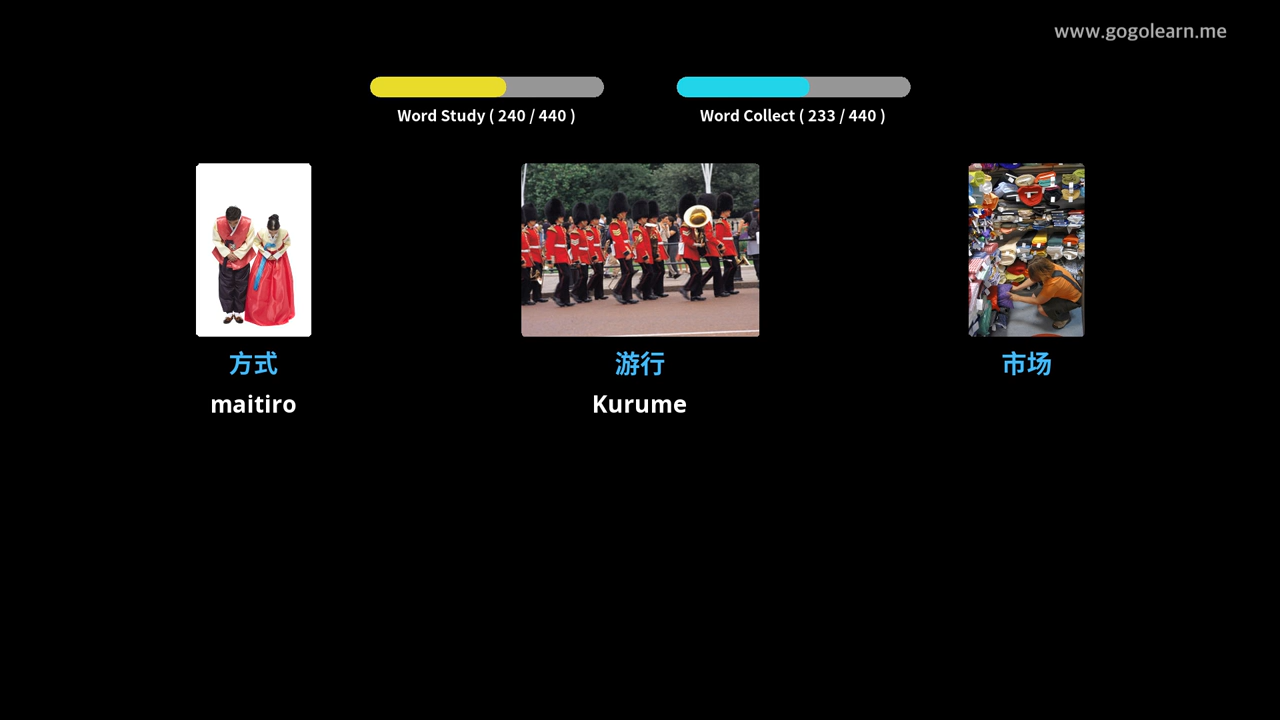 www.gogolearn.me
Word Study ( 240 / 440 )
Word Collect ( 233 / 440 )
方式
游行
市场
maitiro
Kurume